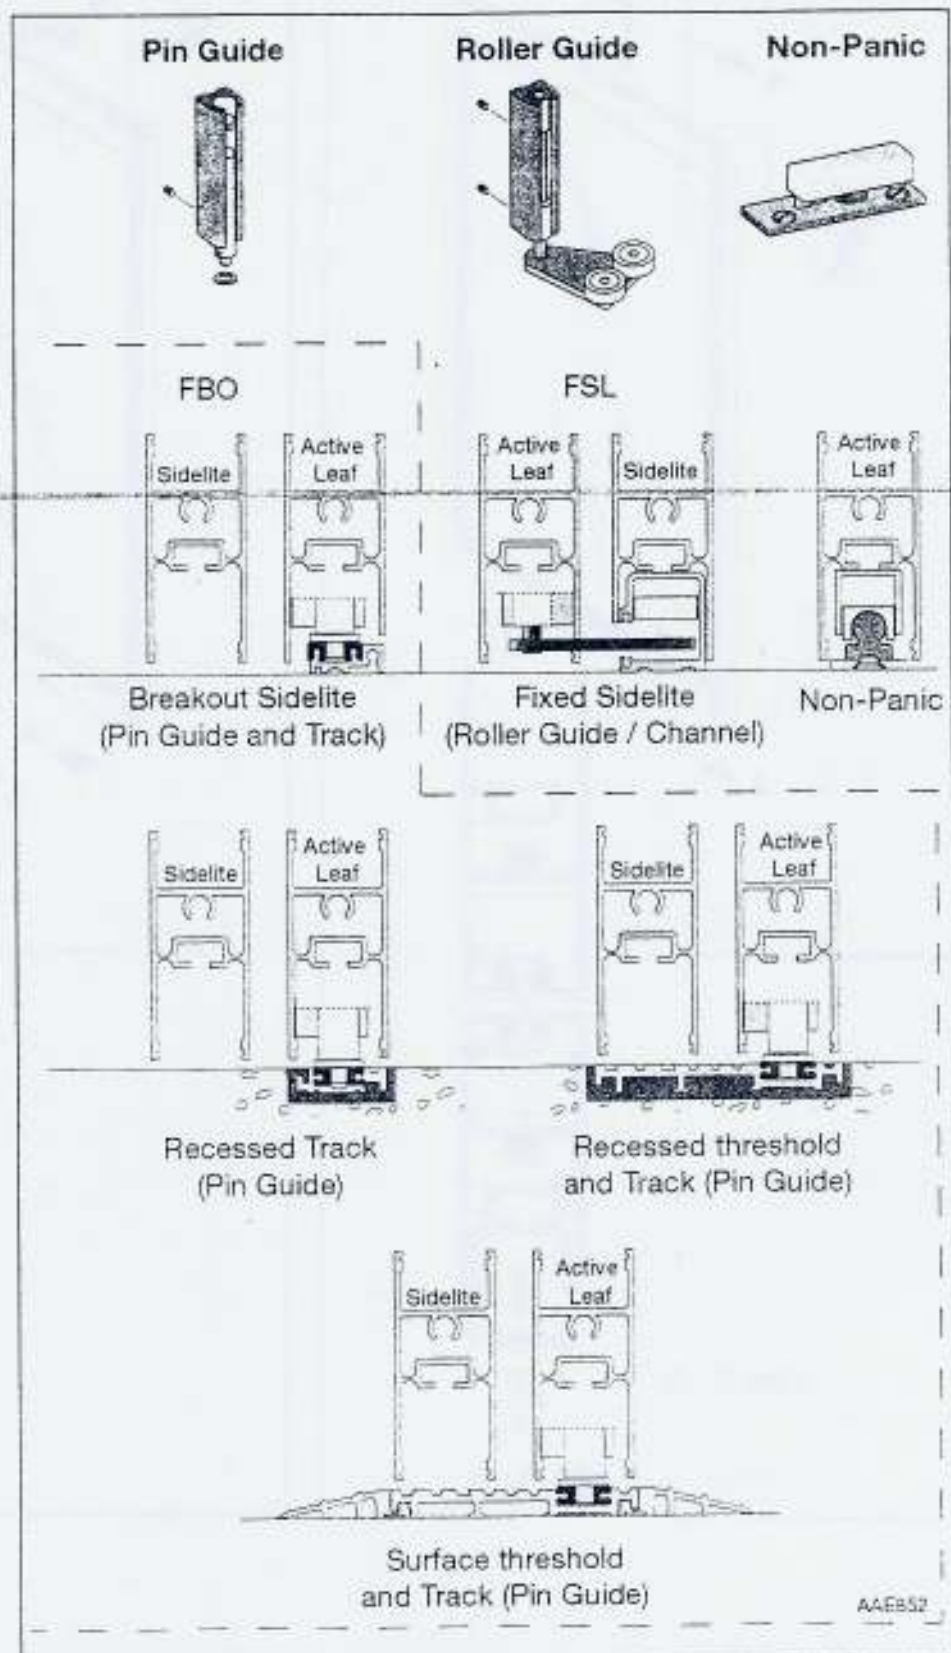 Pin Guide
Roller Guide
Non-Panic
FBO
FSL
Sidelite
Active
Leaf
Active
Leaf
Sidelite
Active
Leaf
Breakout Sidelite
(Pin Guide and Track)
Fixed Sidelite
(Roller Guide / Channel)
Non-Panic
Sidelite
Active
Leaf
Sidelite
Active
Leaf
Recessed Track
(Pin Guide)
Recessed threshold
and Track (Pin Guide)
Sidelite
Active
Leaf
Surface threshold
and Track (Pin Guide)
AAE852